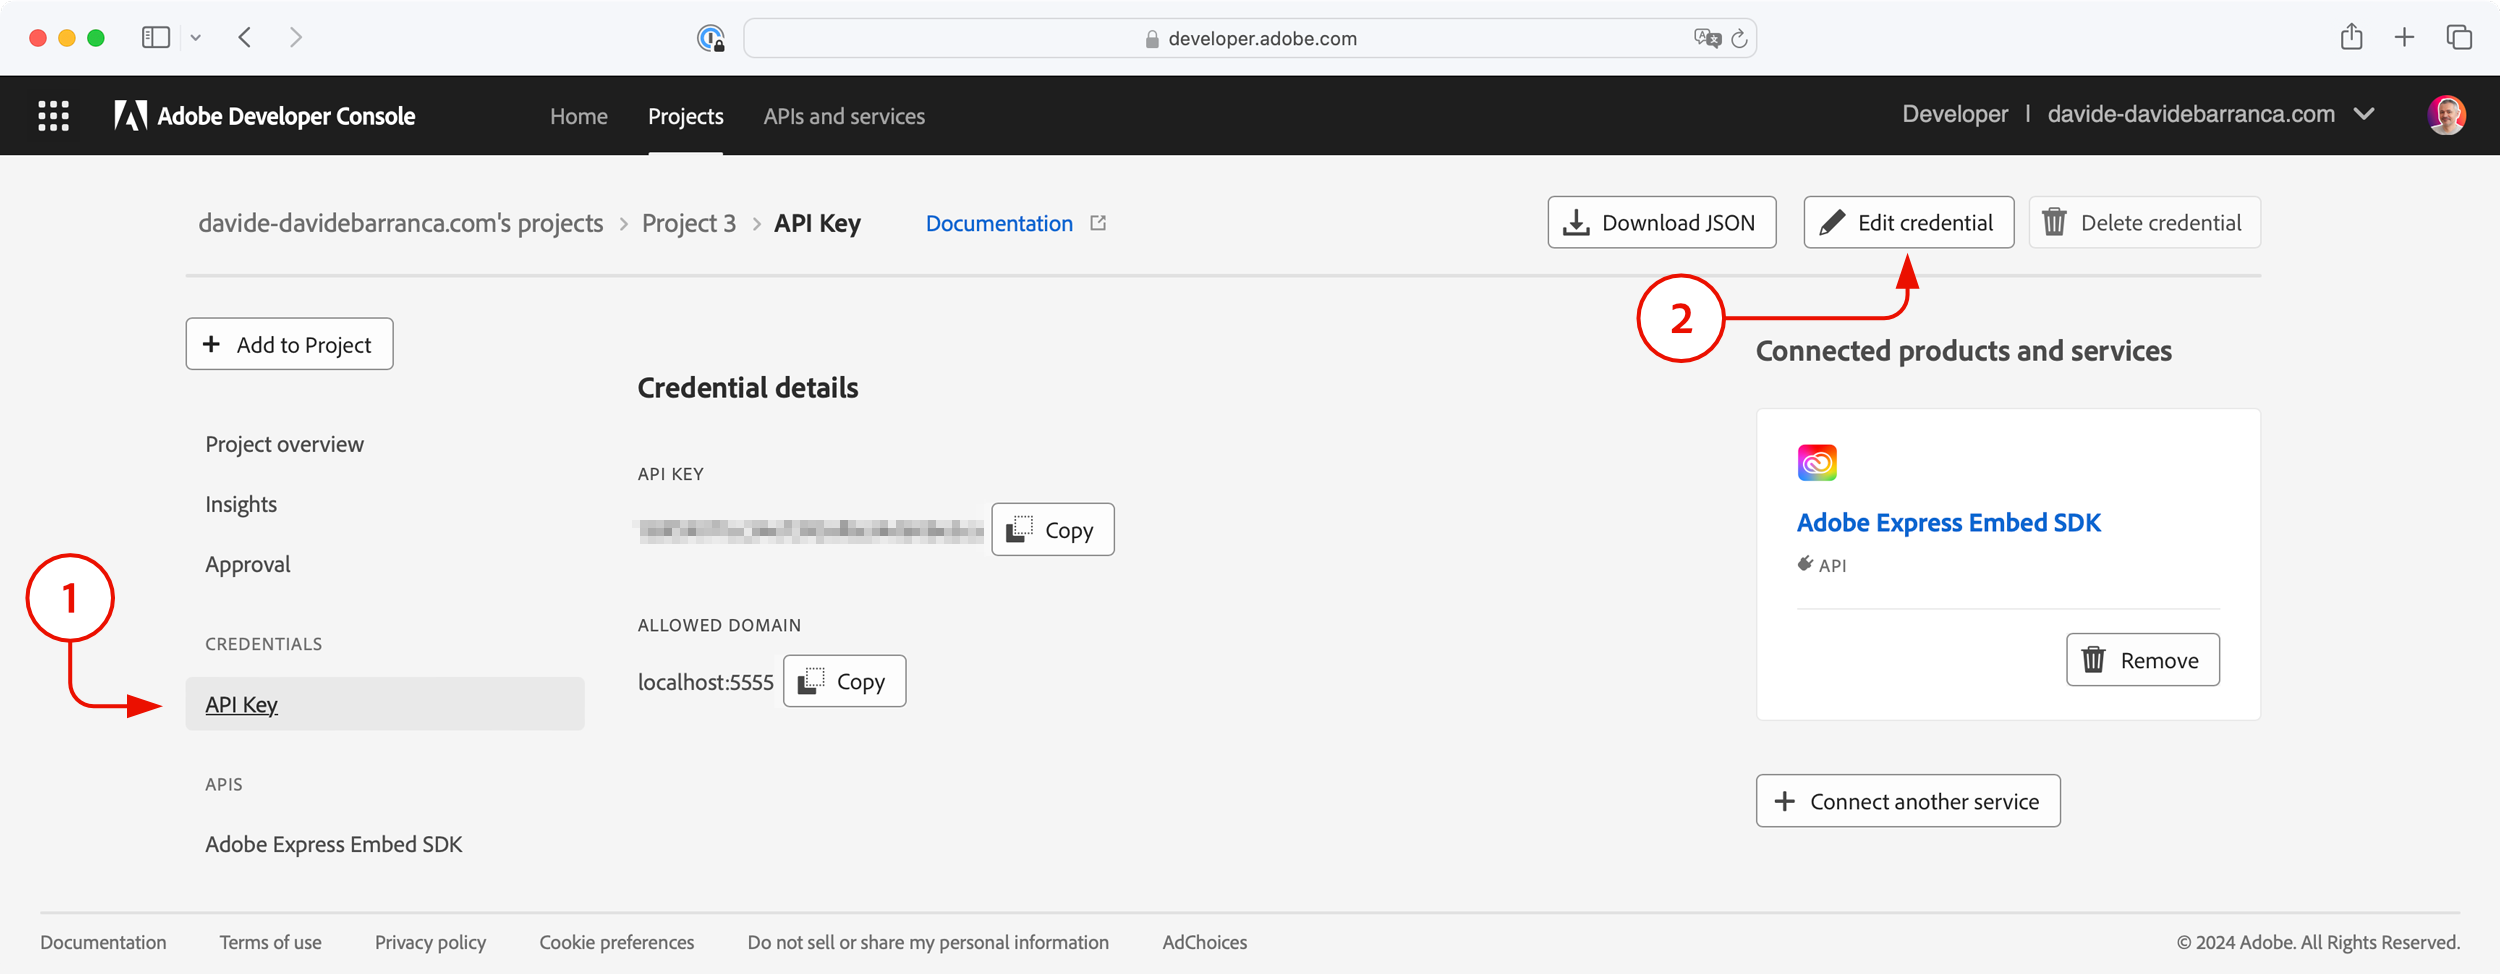 developer.adobe.com
Adobe Developer Console
Home
Projects
APIs and services
Developer | davide-davidebarranca.com
davide-davidebarranca.com's projects > Project 3 > API Key
Documentation
Download JSON
Edit credential
Delete credential
2
Add to Project
Connected products and services
Credential details
Project overview
API KEY
Insights
Copy
Adobe Express Embed SDK
API
Approval
1
ALLOWED DOMAIN
CREDENTIALS
localhost:5555
Copy
Remove
API Key
APIS
Connect another service
Adobe Express Embed SDK
Documentation
Terms of use
Privacy policy
Cookie preferences
Do not sell or share my personal information
AdChoices
© 2024 Adobe. All Rights Reserved.